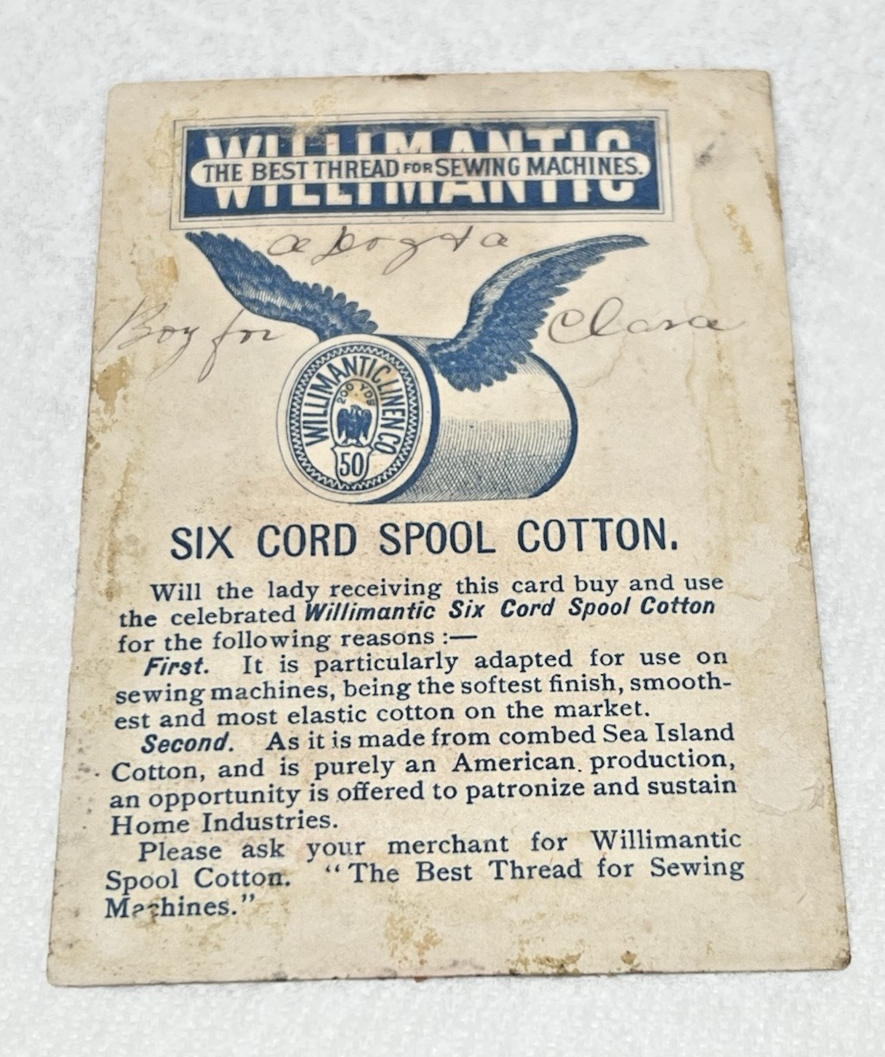 WILLIMANTIC
THE BEST THREAD FOR SEWING MACHINES.
a Dog & a
Boy for Clara
WILLIMANTIC LINEN CO
200 YDS
50
SIX CORD SPOOL COTTON.
Will the lady receiving this card buy and use
the celebrated Willimantic Six Cord Spool Cotton
for the following reasons :—
First. It is particularly adapted for use on
sewing machines, being the softest finish, smooth-
est and most elastic cotton on the market.
Second. As it is made from combed Sea Island
Cotton, and is purely an American production,
an opportunity is offered to patronize and sustain
Home Industries.
Please ask your merchant for Willimantic
Spool Cotton. “The Best Thread for Sewing
Machines.”